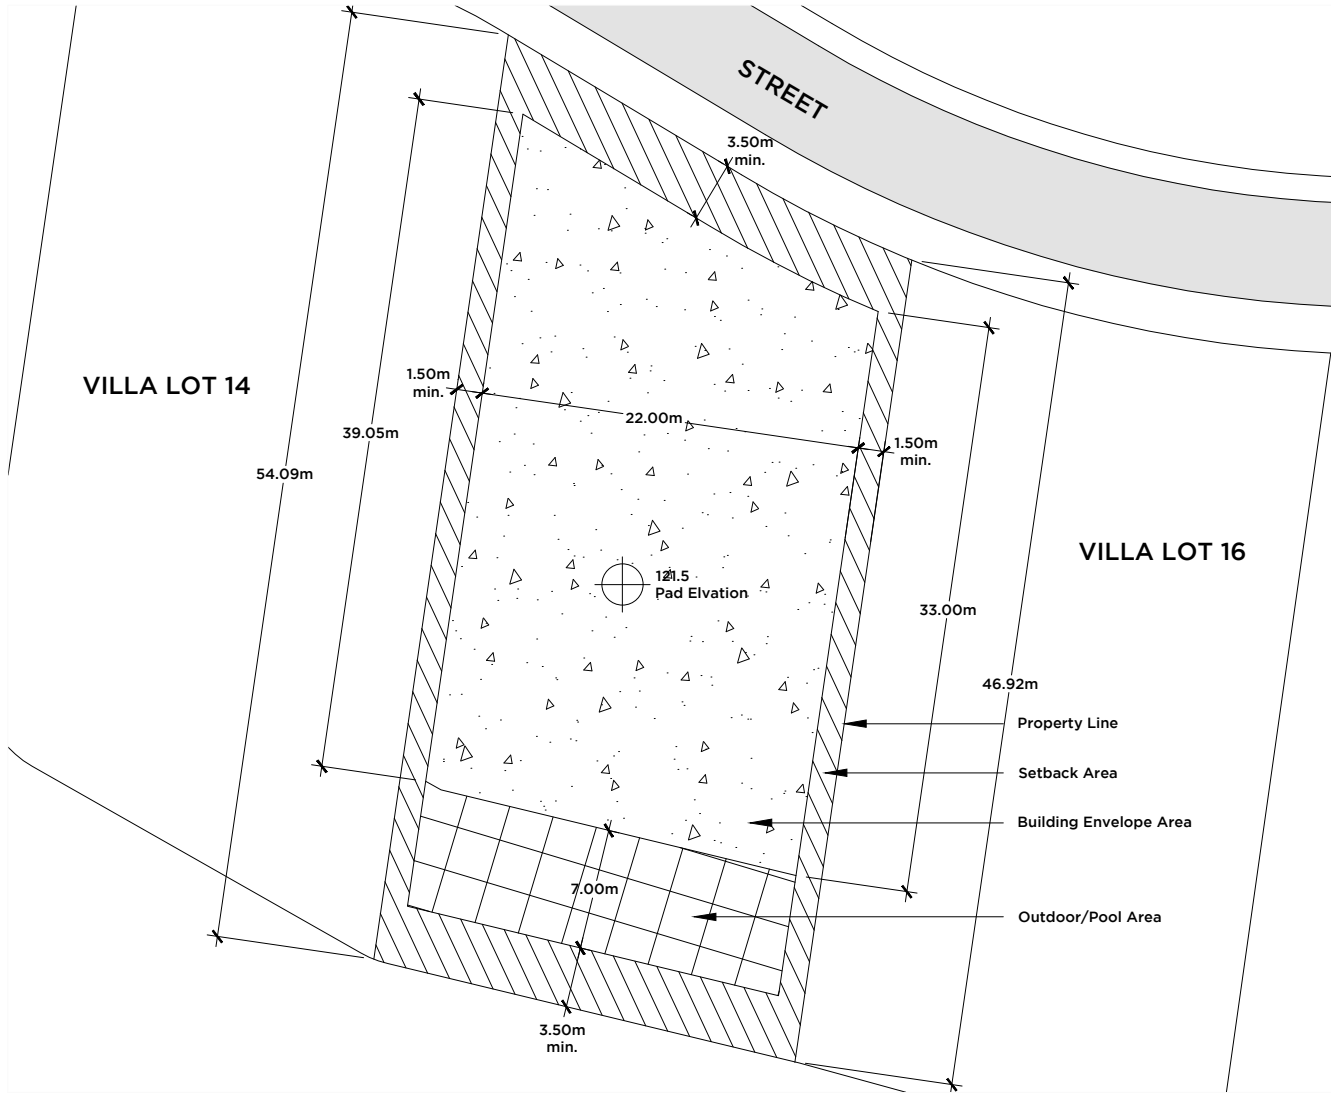 STREET
3.50m
min.
1.50m
min.
VILLA LOT 14
22.00m
39.05m
1.50m
min.
54.09m
VILLA LOT 16
121.5
Pad Elvation
33.00m
46.92m
Property Line
Setback Area
Building Envelope Area
7.00m
Outdoor/Pool Area
3.50m
min.